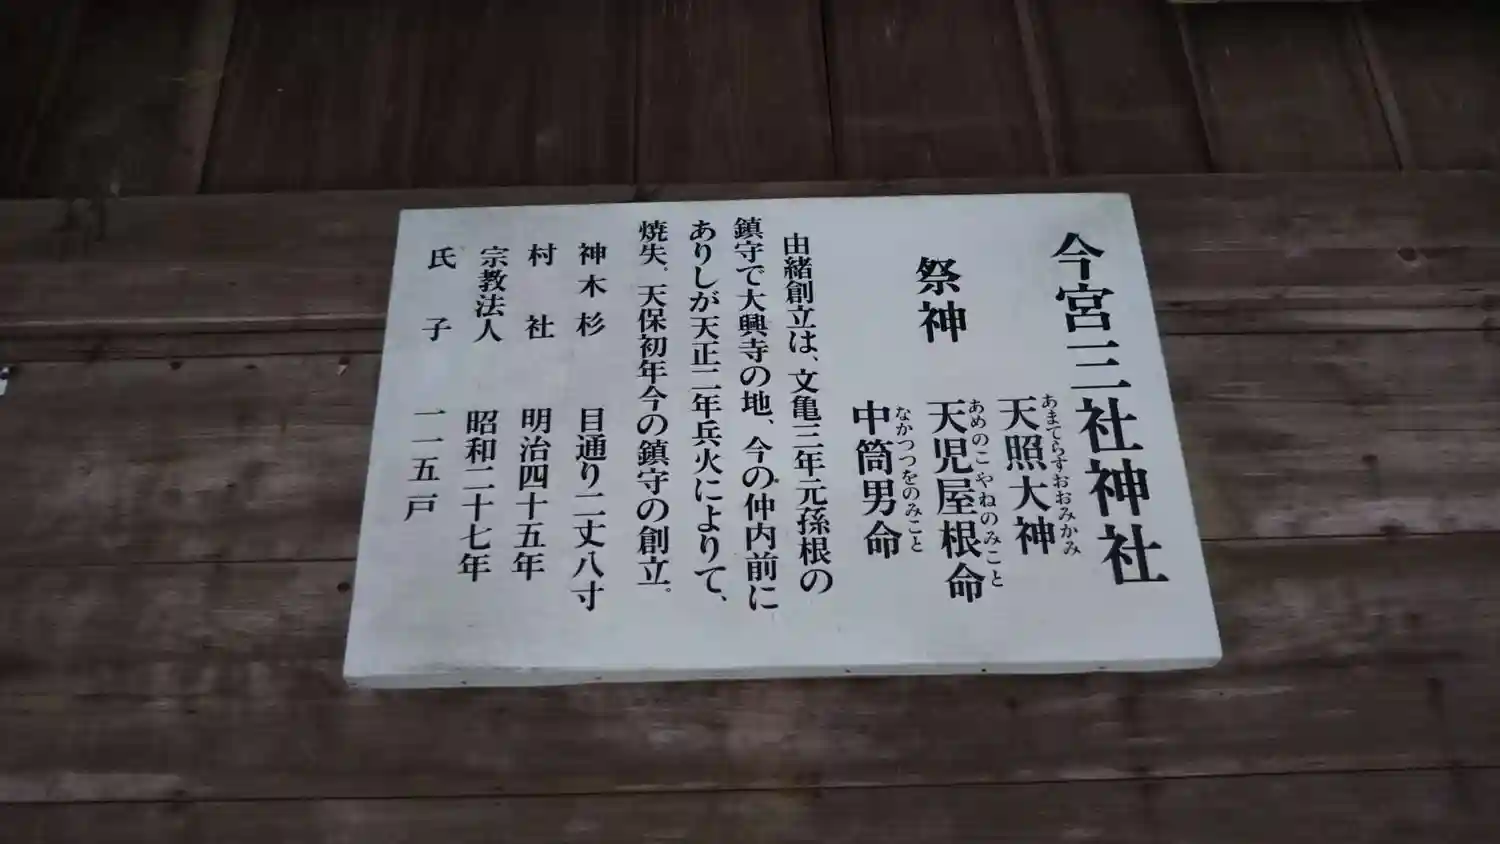 今宮三社神社
祭神
天照大神
あまてらすおおみかみ
天児屋根命
あめのこやねのみこと
中筒男命
なかつつをのみこと
由緒創立は、文亀三年元孫根の
鎮守で大興寺の地、今の仲内前に
ありしが天正二年兵火によりて、
焼失、天保初年今の鎮守の創立。
神木杉 目通り二丈八寸
村社 明治四十五年
宗教法人 昭和二十七年
氏子 一一五戸